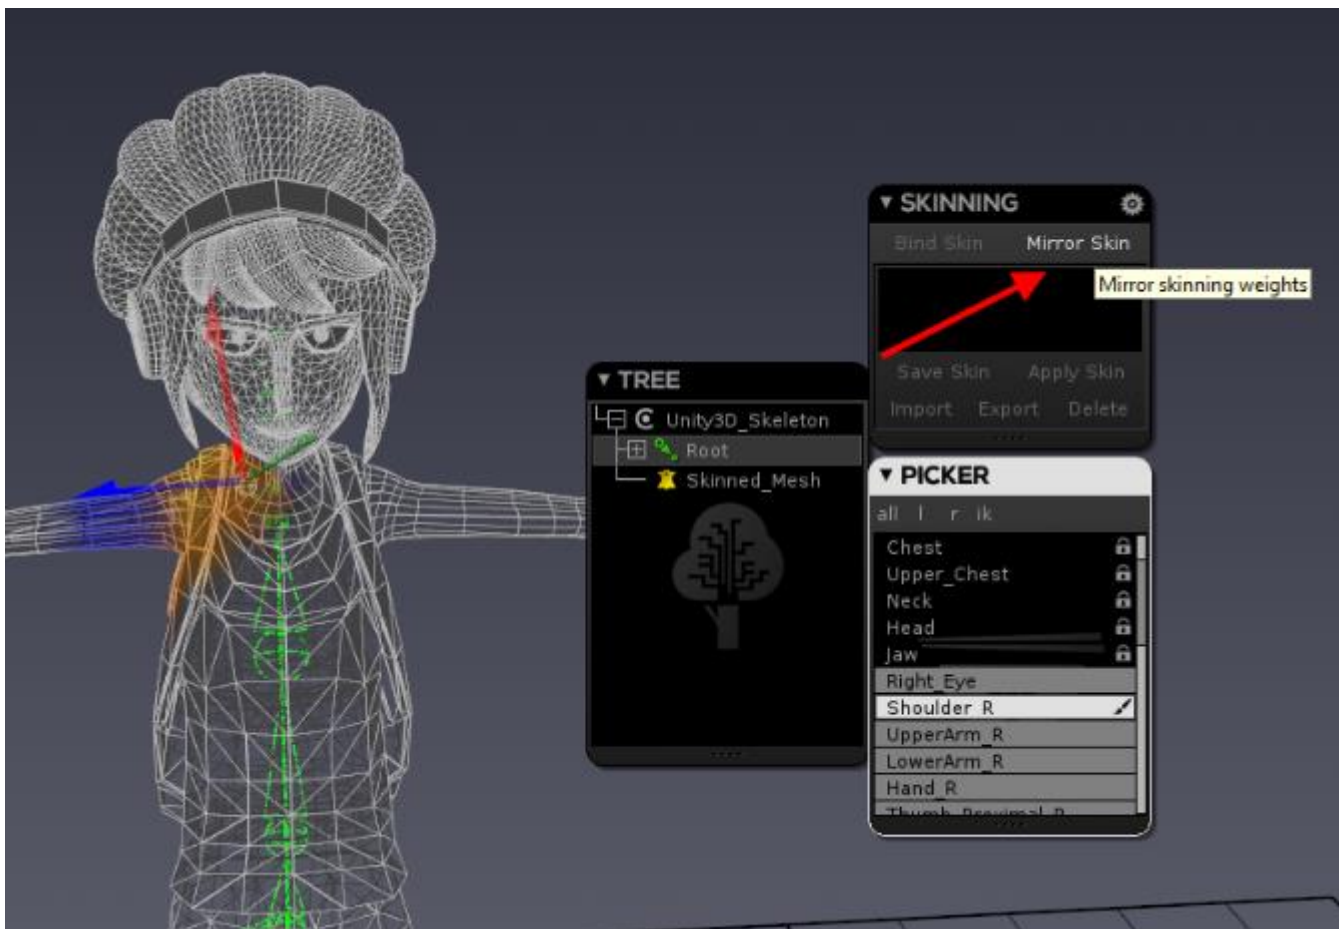 SKINNING
Bind Skin Mirror Skin
Mirror skinning weights
Save Skin Apply Skin
Import Export Delete
TREE
Unity3D_Skeleton
Root
Skinned_Mesh
PICKER
all l r ik
Chest
Upper_Chest
Neck
Head
Jaw
Right_Eye
Shoulder_R
UpperArm_R
LowerArm_R
Hand_R
Thumb_Proximal_R